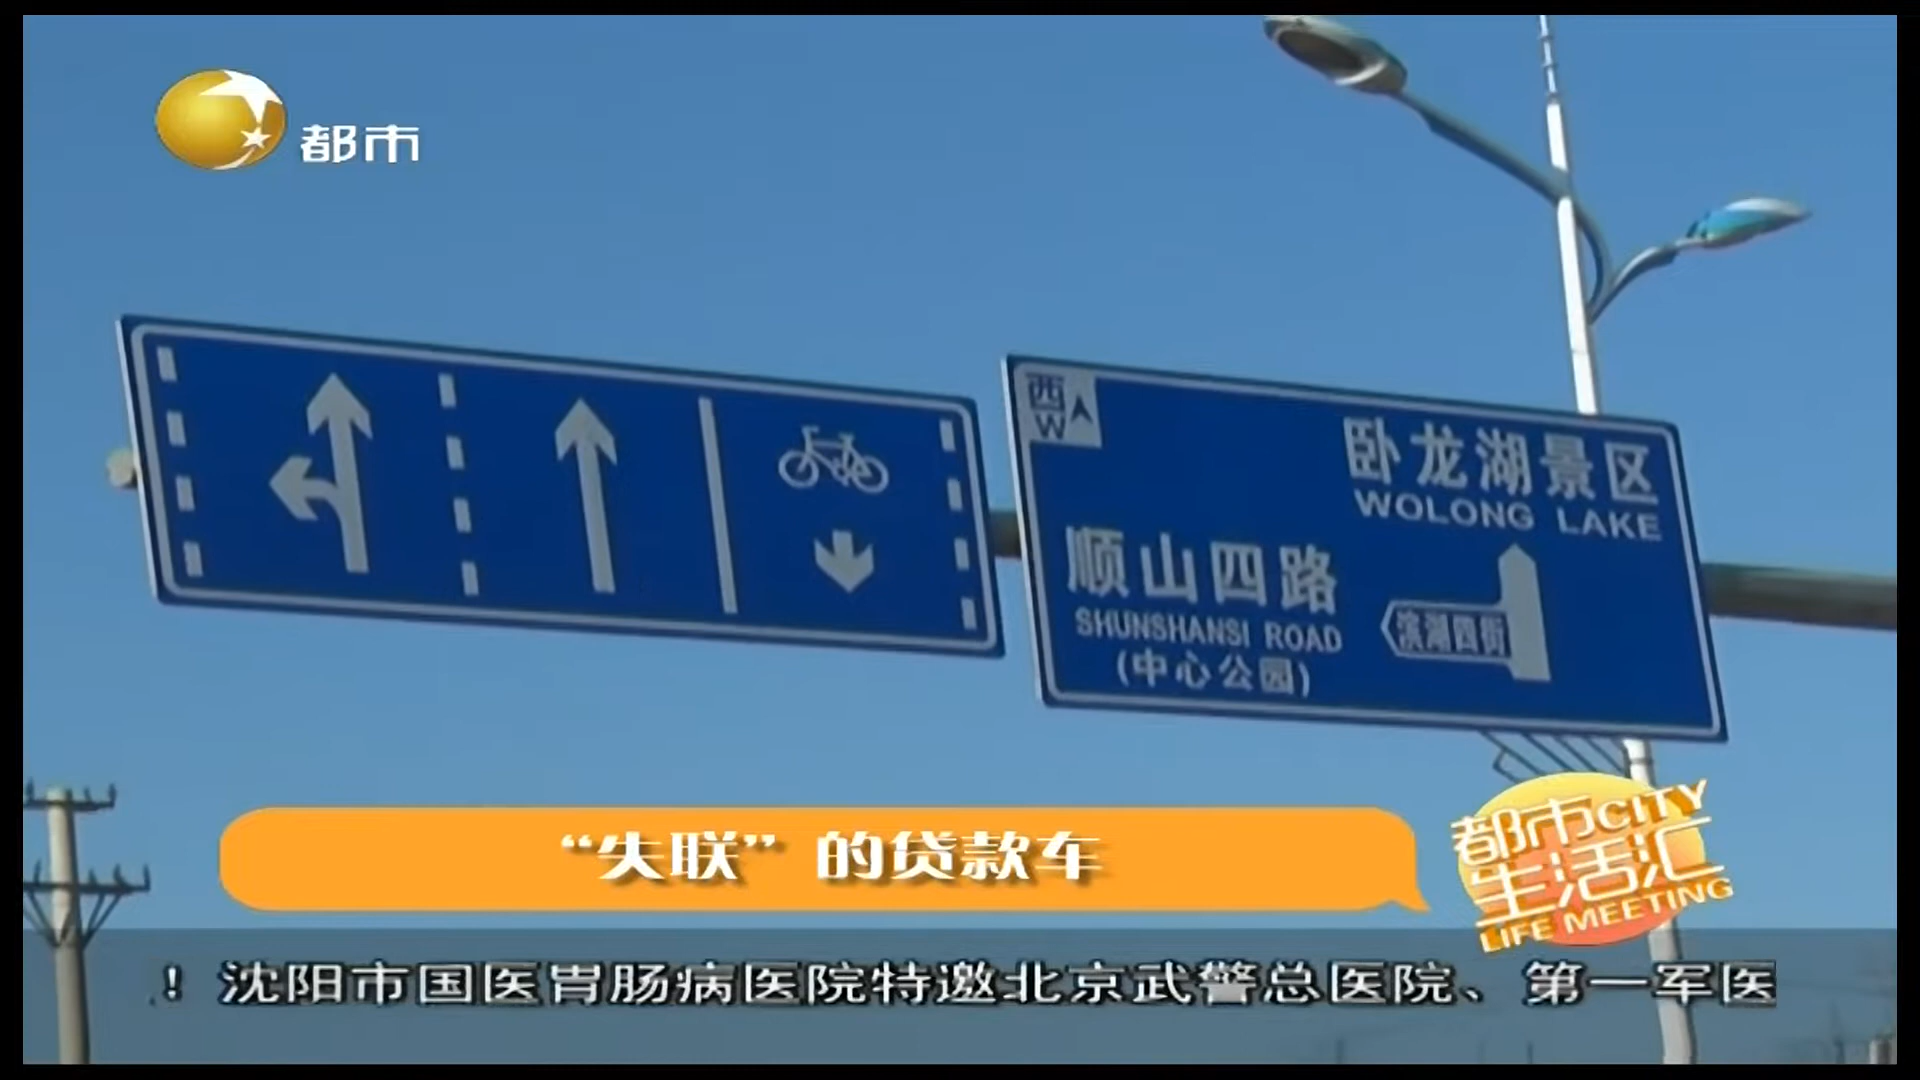 都市
西
W
卧龙湖景区
WOLONG LAKE
顺山四路
SHUNSHANSI ROAD
(中心公园)
滨湖四街
“失联”的贷款车
都市CITY
生活汇
LIFE MEETING
！沈阳市国医胃肠病医院特邀北京武警总医院、第一军医